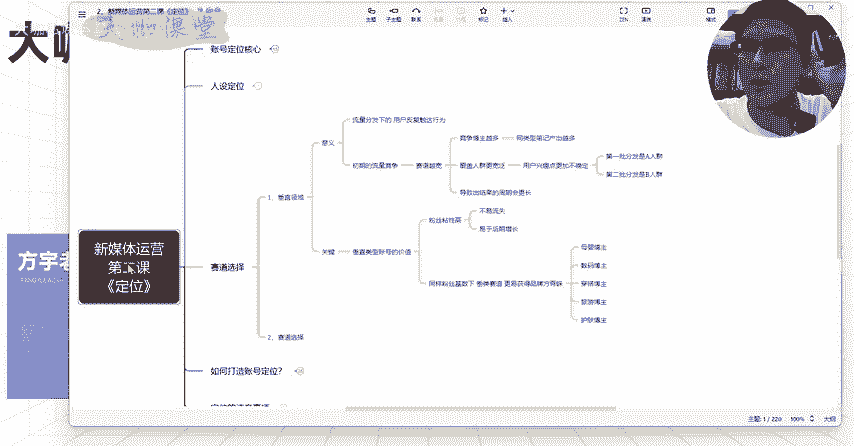 2、新媒体运营第二课《定位》
主题
子主题
联系
标记
插入
演示
格式
大咖课堂
大
账号定位核心
人设定位
流量分发下的 用户反复触达行为
意义
竞争博主越多
同类型笔记产出越多
初期的流量竞争
赛道越宽
覆盖人群更宽泛
用户兴趣点更加不确定
第一批分发是A人群
第二批分发是B人群
导致出结果的周期会更长
1、垂直领域
新媒体运营
第二课
《定位》
赛道选择
粉丝粘性高
不易流失
易于后期增长
关键
垂直类型账号的价值
母婴博主
数码博主
同样粉丝基数下 垂类赛道 更易获得品牌方青睐
穿搭博主
旅游博主
护肤博主
2、赛道选择
方宇老
如何打造账号定位？
主题: 1 / 220
100%
大纲